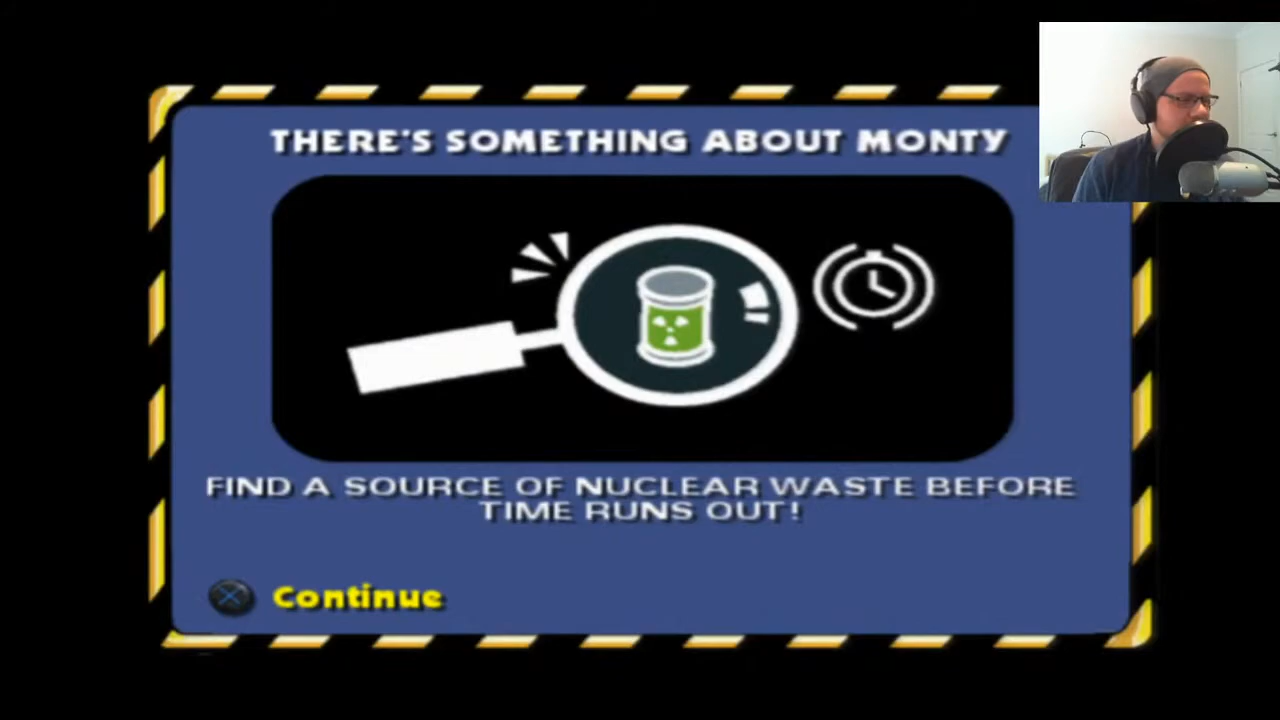 THERE'S SOMETHING ABOUT MONTY
FIND A SOURCE OF NUCLEAR WASTE BEFORE
TIME RUNS OUT!
Continue